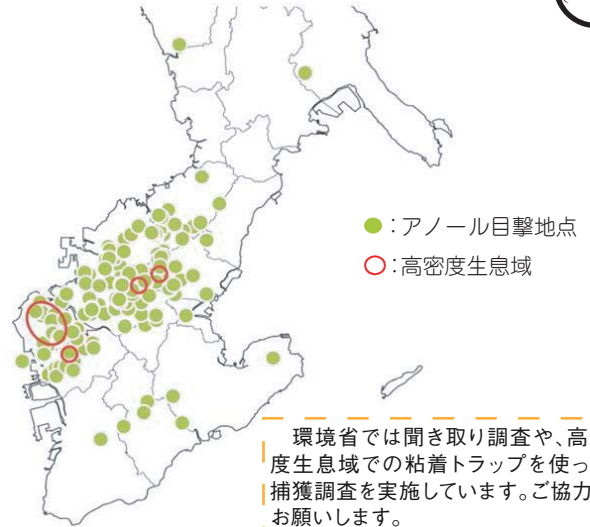 ：アノール目撃地点
：高密度生息域
環境省では聞き取り調査や、高
度生息域での粘着トラップを使っ
捕獲調査を実施しています。ご協力
お願いします。